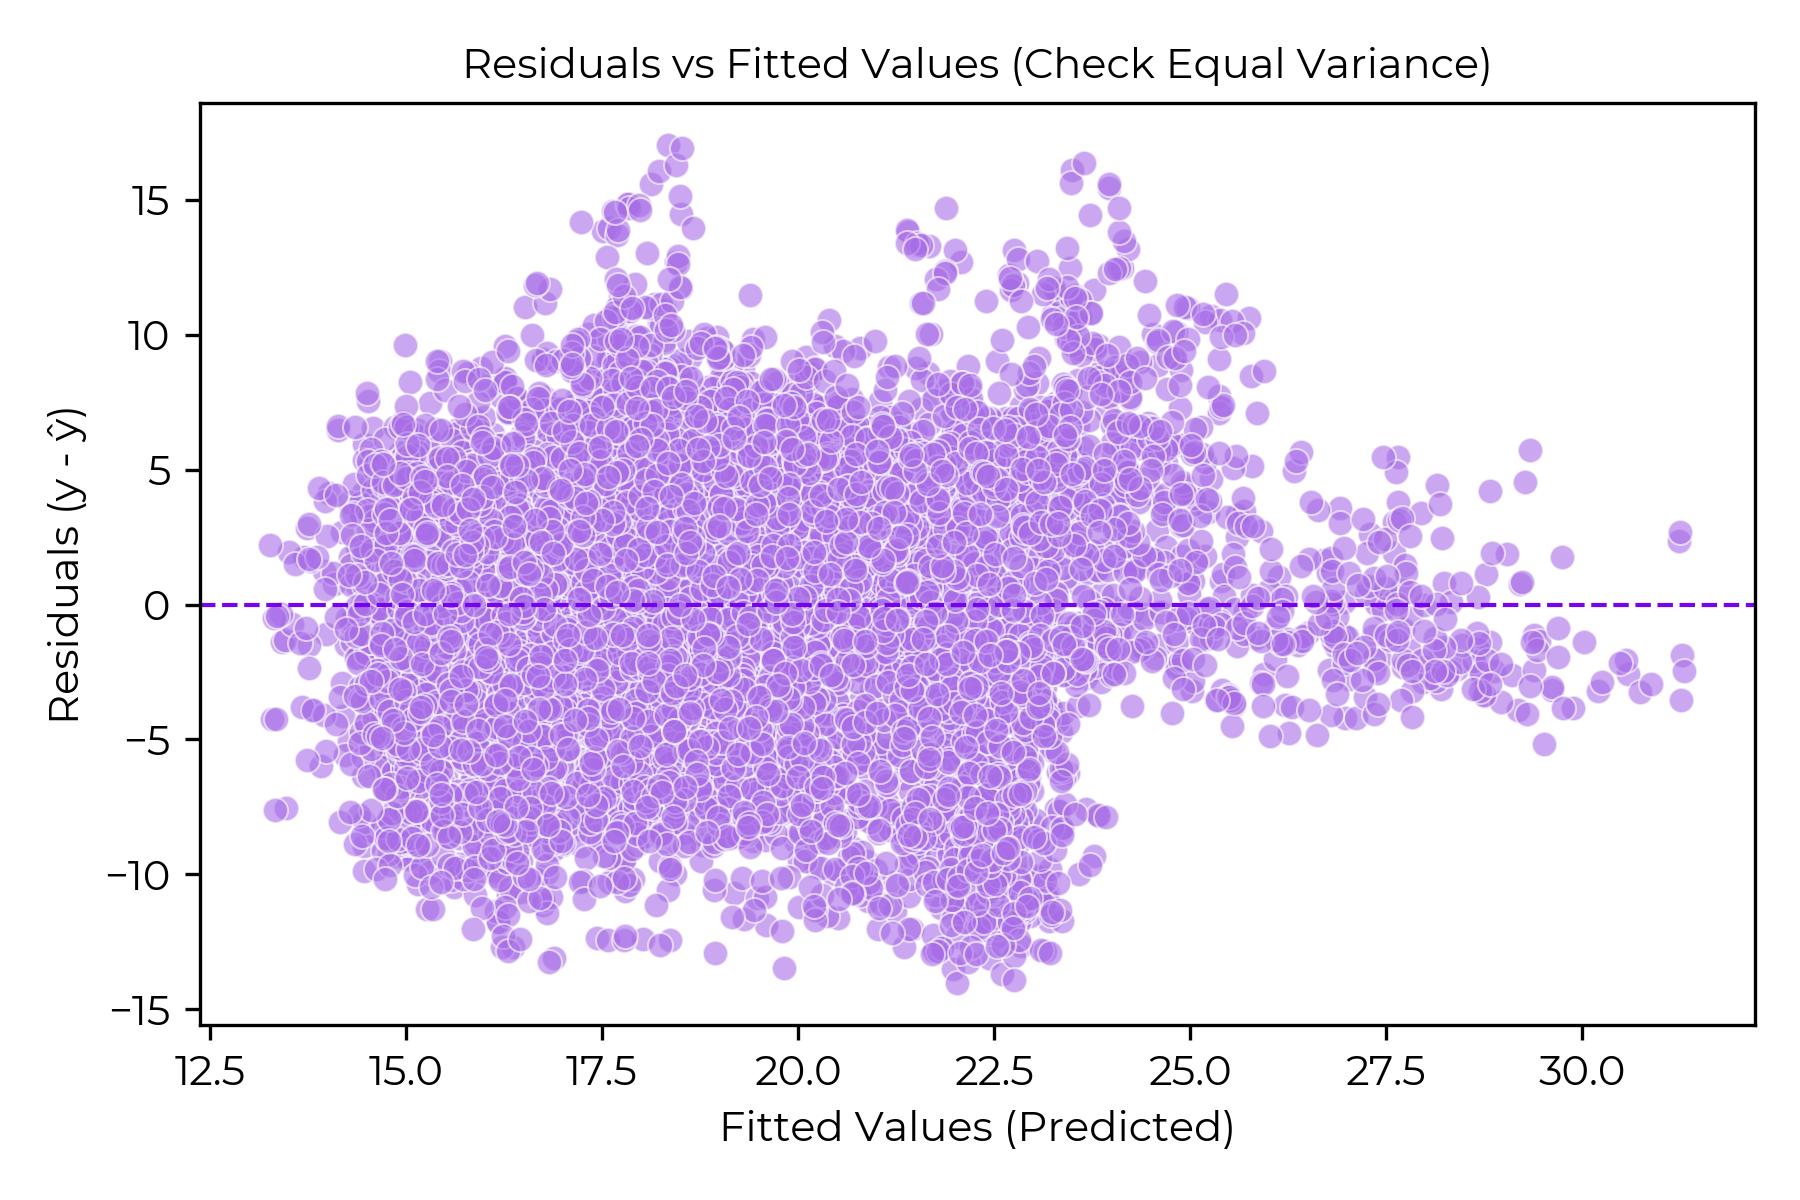 Residuals vs Fitted Values (Check Equal Variance)
Residuals (y - ŷ)
15
10
5
0
−5
−10
−15
12.5 15.0 17.5 20.0 22.5 25.0 27.5 30.0
Fitted Values (Predicted)